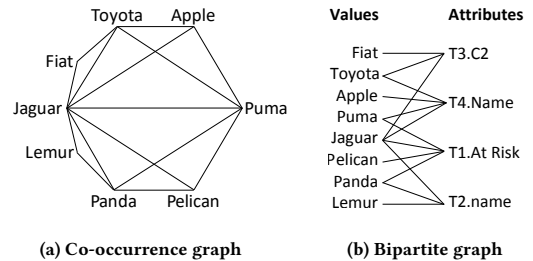 Toyota Apple
Fiat
Jaguar Puma
Lemur
Panda Pelican
(a) Co-occurrence graph
Values Attributes
Fiat T3.C2
Toyota
Apple T4.Name
Puma
Jaguar T1.At Risk
Pelican
Panda
Lemur T2.name
(b) Bipartite graph